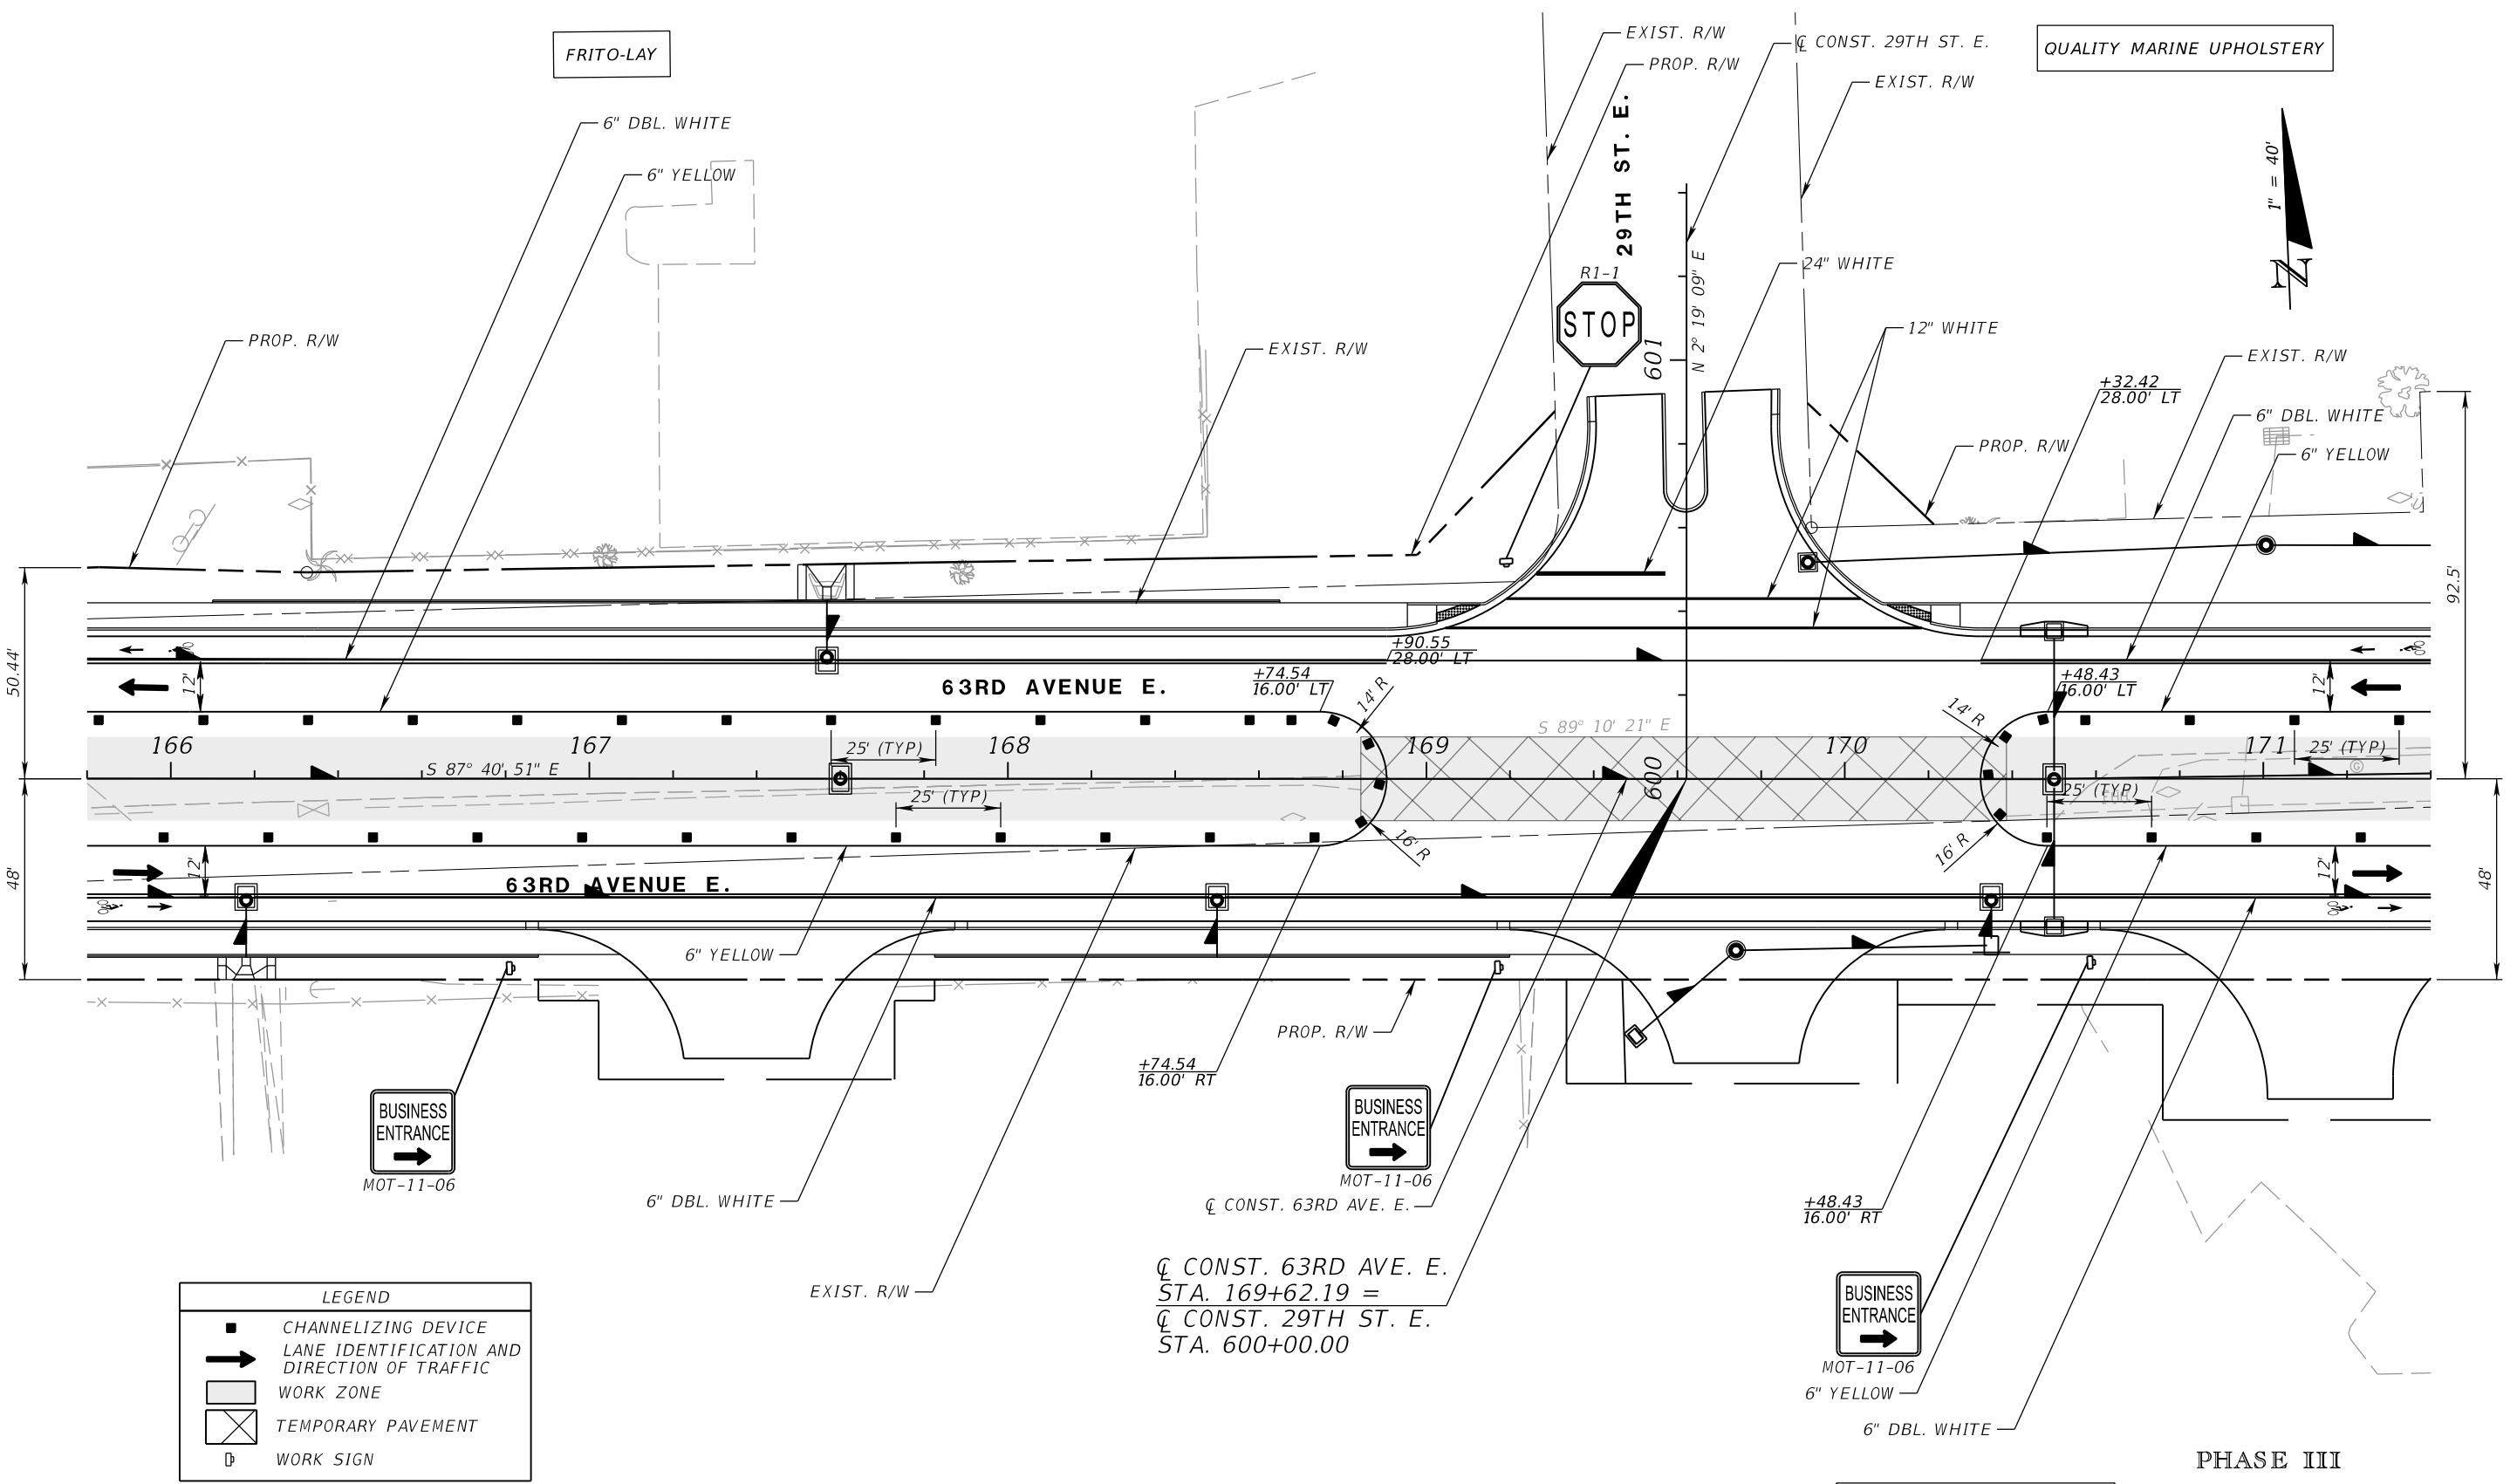 FRITO-LAY
EXIST. R/W
℄ CONST. 29TH ST. E.
QUALITY MARINE UPHOLSTERY
PROP. R/W
EXIST. R/W
6" DBL. WHITE
6" YELLOW
29TH ST. E.
1" = 40'
N
24" WHITE
R1-1
STOP
601
N 2° 19' 09" E
12" WHITE
PROP. R/W
EXIST. R/W
EXIST. R/W
+32.42
28.00' LT
6" DBL. WHITE
PROP. R/W
6" YELLOW
50.44'
92.5'
+90.55
28.00' LT
12'
63RD AVENUE E.
+74.54
16.00' LT
14' R
+48.43
16.00' LT
12'
14' R
S 89° 10' 21" E
166
167
168
169
170
171
25' (TYP)
25' (TYP)
S 87° 40' 51" E
600
25' (TYP)
25' (TYP)
16' R
16' R
48'
12'
63RD AVENUE E.
12'
48'
6" YELLOW
PROP. R/W
+74.54
16.00' RT
BUSINESS
ENTRANCE
MOT-11-06
BUSINESS
ENTRANCE
MOT-11-06
6" DBL. WHITE
℄ CONST. 63RD AVE. E.
+48.43
16.00' RT
EXIST. R/W
℄ CONST. 63RD AVE. E.
STA. 169+62.19 =
℄ CONST. 29TH ST. E.
STA. 600+00.00
BUSINESS
ENTRANCE
MOT-11-06
6" YELLOW
6" DBL. WHITE
LEGEND
CHANNELIZING DEVICE
LANE IDENTIFICATION AND
DIRECTION OF TRAFFIC
WORK ZONE
TEMPORARY PAVEMENT
WORK SIGN
PHASE III